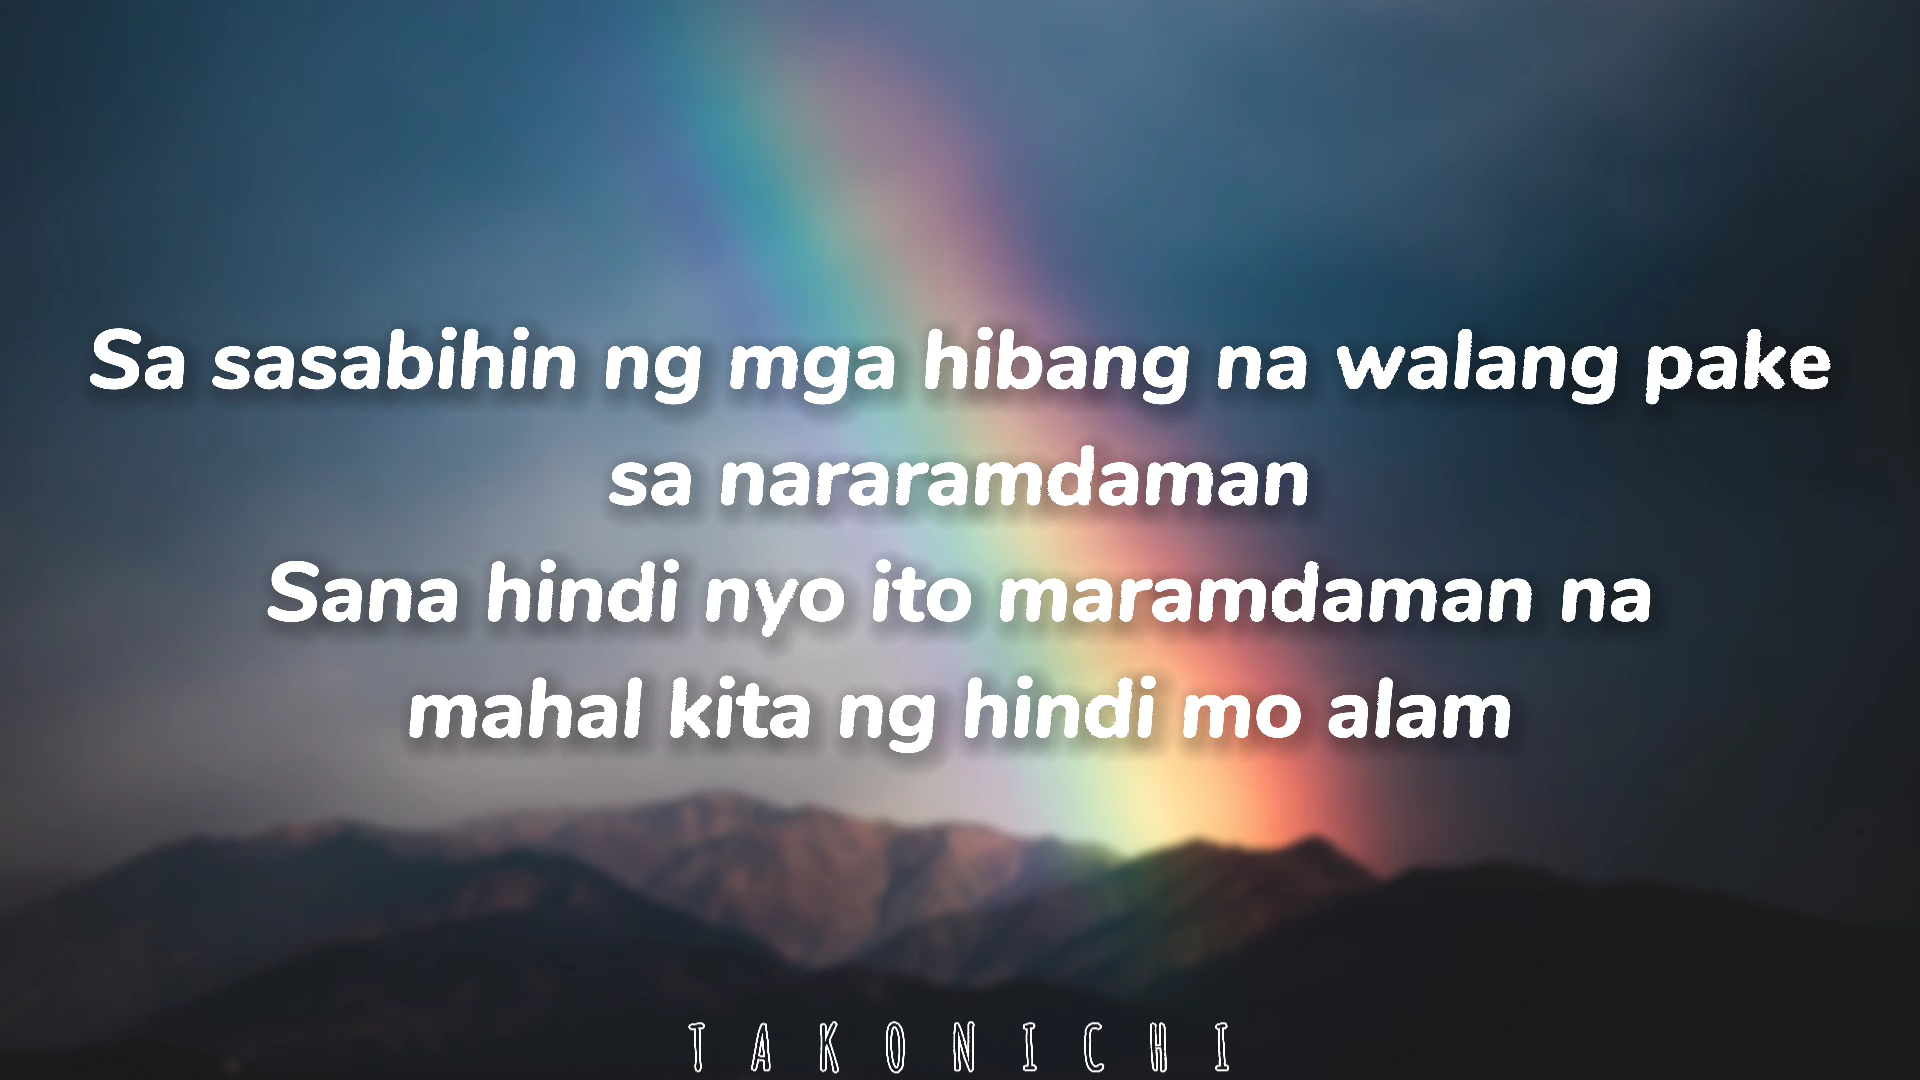 Sa sasabihin ng mga hibang na walang pake
sa nararamdaman
Sana hindi nyo ito maramdaman na
mahal kita ng hindi mo alam
TAKONICHI